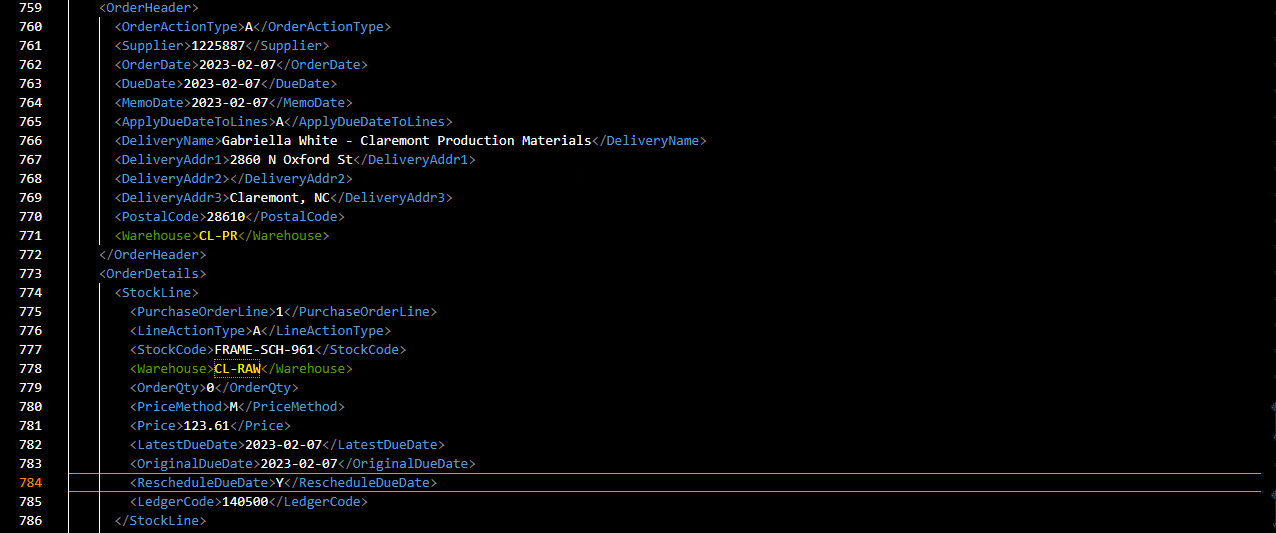 759 <OrderHeader>
760 <OrderActionType>A</OrderActionType>
761 <Supplier>1225887</Supplier>
762 <OrderDate>2023-02-07</OrderDate>
763 <DueDate>2023-02-07</DueDate>
764 <MemoDate>2023-02-07</MemoDate>
765 <ApplyDueDateToLines>A</ApplyDueDateToLines>
766 <DeliveryName>Gabriella White - Claremont Production Materials</DeliveryName>
767 <DeliveryAddr1>2860 N Oxford St</DeliveryAddr1>
768 <DeliveryAddr2></DeliveryAddr2>
769 <DeliveryAddr3>Claremont, NC</DeliveryAddr3>
770 <PostalCode>28610</PostalCode>
771 <Warehouse>CL-PR</Warehouse>
772 </OrderHeader>
773 <OrderDetails>
774 <StockLine>
775 <PurchaseOrderLine>1</PurchaseOrderLine>
776 <LineActionType>A</LineActionType>
777 <StockCode>FRAME-SCH-961</StockCode>
778 <Warehouse>CL-RAW</Warehouse>
779 <OrderQty>0</OrderQty>
780 <PriceMethod>M</PriceMethod>
781 <Price>123.61</Price>
782 <LatestDueDate>2023-02-07</LatestDueDate>
783 <OriginalDueDate>2023-02-07</OriginalDueDate>
784 <RescheduleDueDate>Y</RescheduleDueDate>
785 <LedgerCode>140500</LedgerCode>
786 </StockLine>